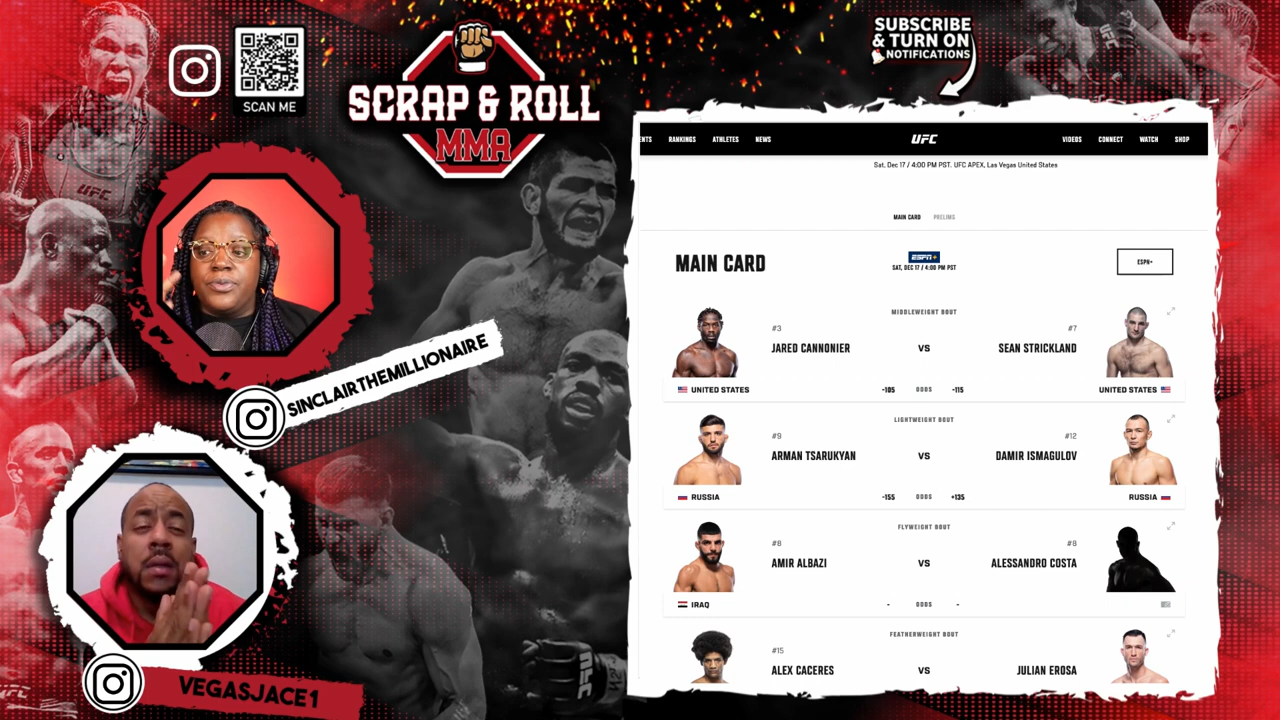 SCAN ME
SCRAP & ROLL
MMA
SUBSCRIBE
& TURN ON
NOTIFICATIONS
SINCLAIRTHEMILLIONAIRE
VEGASJACE1
ENTS RANKINGS ATHLETES NEWS UFC VIDEOS CONNECT WATCH SHOP
Sat, Dec 17 / 4:00 PM PST. UFC APEX, Las Vegas United States
MAIN CARD PRELIMS
MAIN CARD
ESPN+
SAT, DEC 17 / 4:00 PM PST
ESPN+
MIDDLEWEIGHT BOUT
#3 #7
JARED CANNONIER VS SEAN STRICKLAND
UNITED STATES -105 ODDS -115 UNITED STATES
LIGHTWEIGHT BOUT
#9 #12
ARMAN TSARUKYAN VS DAMIR ISMAGULOV
RUSSIA -155 ODDS +135 RUSSIA
FLYWEIGHT BOUT
#8 #8
AMIR ALBAZI VS ALESSANDRO COSTA
IRAQ - ODDS -
FEATHERWEIGHT BOUT
#15
ALEX CACERES VS JULIAN EROSA
UFC
UFC
UFC
UFC